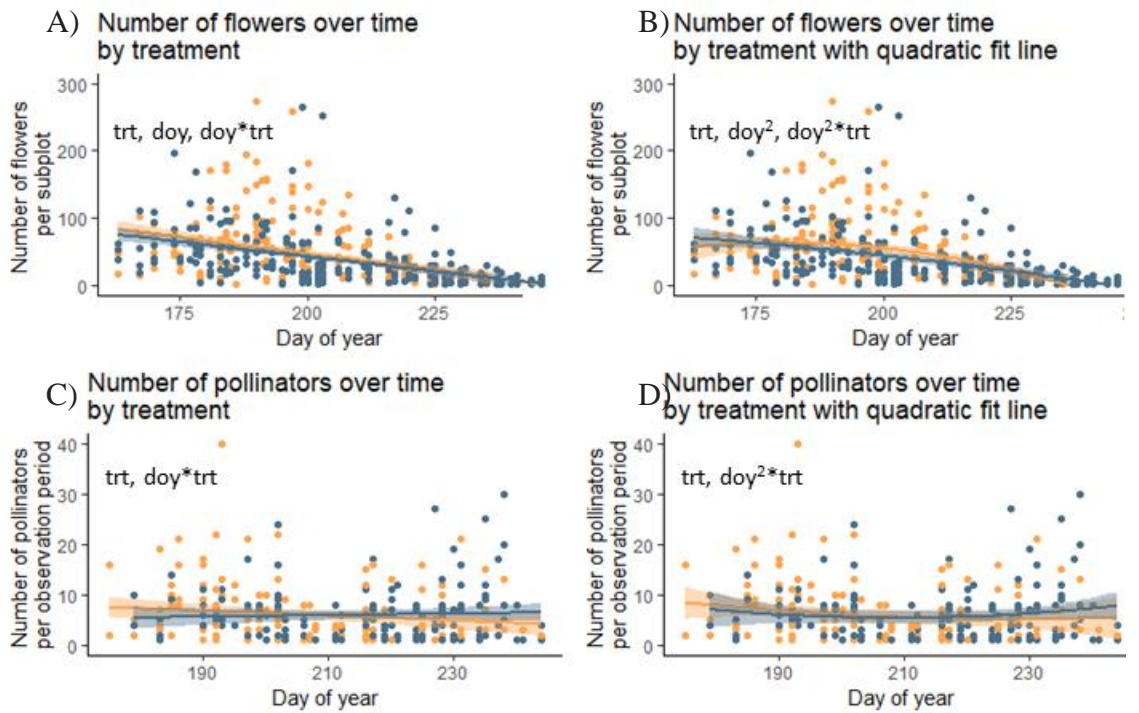 A) Number of flowers over time
by treatment
300
200
100
0
Number of flowers
per subplot
trt, doy, doy*trt
175 200 225
Day of year
B) Number of flowers over time
by treatment with quadratic fit line
300
200
100
0
Number of flowers
per subplot
trt, doy², doy²*trt
175 200 225
Day of year
C) Number of pollinators over time
by treatment
40
30
20
10
0
Number of pollinators
per observation period
trt, doy*trt
190 210 230
Day of year
D) Number of pollinators over time
by treatment with quadratic fit line
40
30
20
10
0
Number of pollinators
per observation period
trt, doy²*trt
190 210 230
Day of year